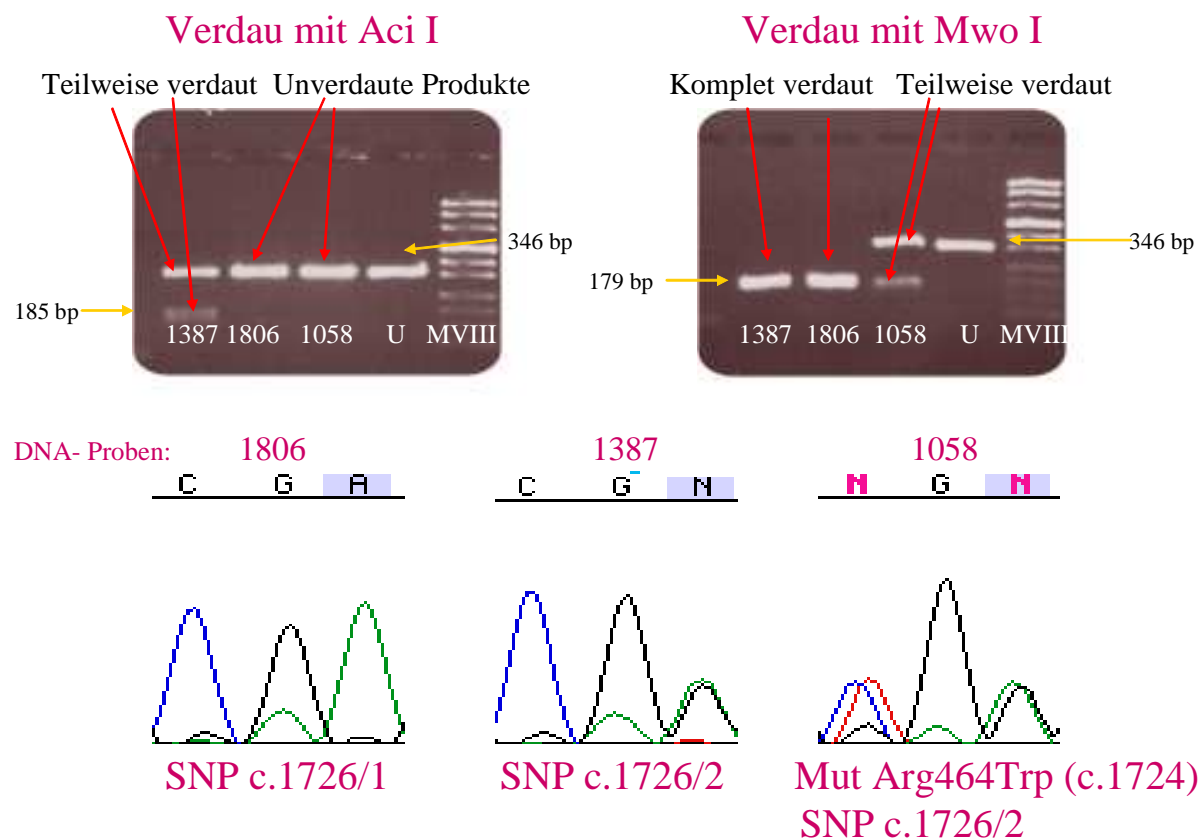 Verdau mit Aci I
Verdau mit Mwo I
Teilweise verdaut Unverdaute Produkte
Komplet verdaut Teilweise verdaut
346 bp
185 bp
1387 1806 1058 U MVIII
179 bp
346 bp
1387 1806 1058 U MVIII
DNA- Proben: 1806 1387 1058
C G A
C G N
N G N
SNP c.1726/1
SNP c.1726/2
Mut Arg464Trp (c.1724)
SNP c.1726/2